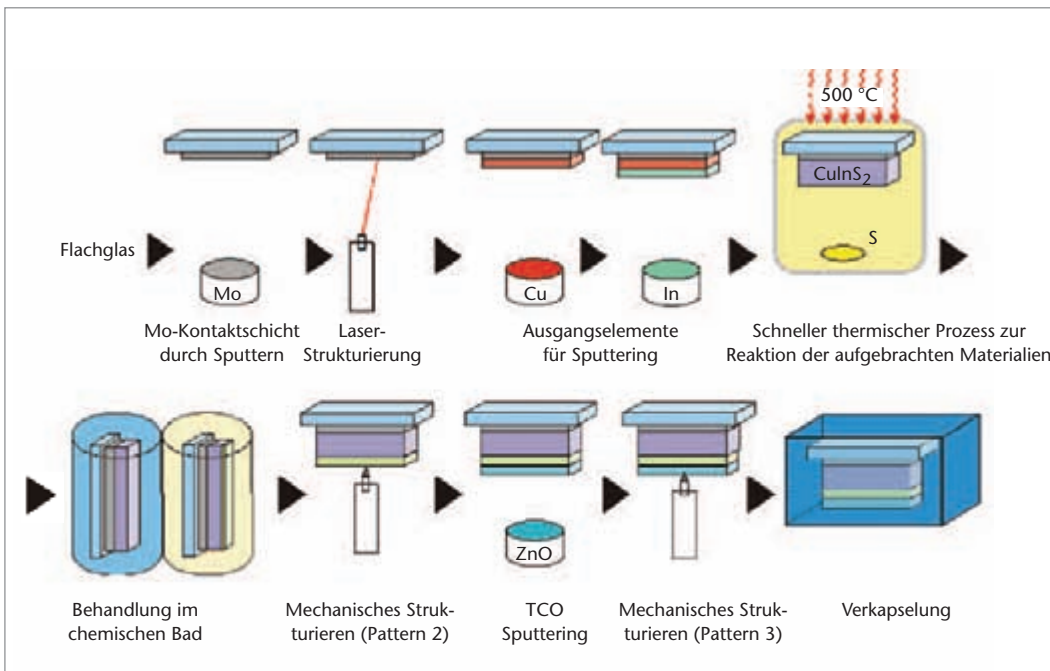 500 °C
CuInS2
S
Flachglas
Mo
Cu
In
Mo-Kontaktschicht
durch Sputtern
Laser-
Strukturierung
Ausgangselemente
für Sputtering
Schneller thermischer Prozess zur
Reaktion der aufgebrachten Materialien
ZnO
Behandlung im
chemischen Bad
Mechanisches Struk-
turieren (Pattern 2)
TCO
Sputtering
Mechanisches Struk-
turieren (Pattern 3)
Verkapselung